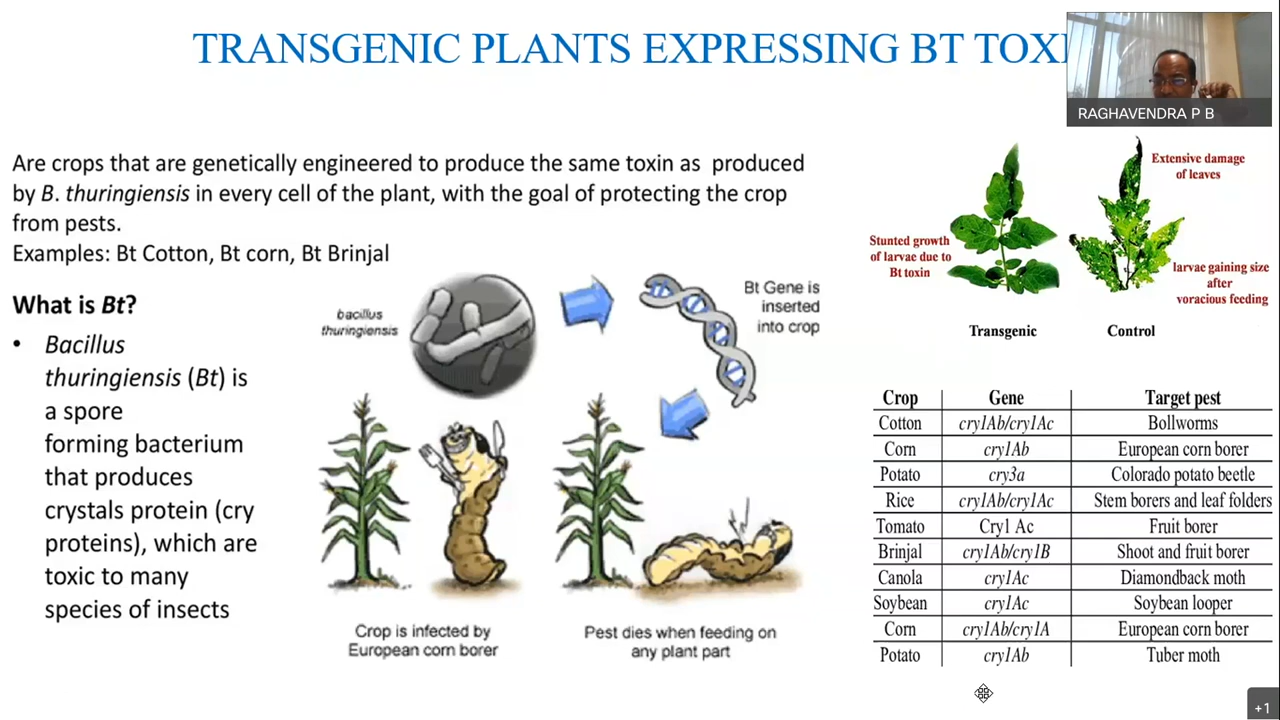 TRANSGENIC PLANTS EXPRESSING BT
RAGHAVENDRA P B
Are crops that are genetically engineered to produce the same toxin as produced
by B. thuringiensis in every cell of the plant, with the goal of protecting the crop
from pests.
Examples: Bt Cotton, Bt corn, Bt Brinjal
What is Bt?
• Bacillus
thuringiensis (Bt) is
a spore
forming bacterium
that produces
crystals protein (cry
proteins), which are
toxic to many
species of insects
bacillus
thuringiensis
Bt Gene is
inserted
into crop
Crop is infected by
European corn borer
Pest dies when feeding on
any plant part
Extensive damage
of leaves
Stunted growth
of larvae due to
Bt toxin
larvae gaining size
after
voracious feeding
Transgenic Control
Crop Gene Target pest
Cotton cry1Ab/cry1Ac Bollworms
Corn cry1Ab European corn borer
Potato cry3a Colorado potato beetle
Rice cry1Ab/cry1Ac Stem borers and leaf folders
Tomato Cry1 Ac Fruit borer
Brinjal cry1Ab/cry1B Shoot and fruit borer
Canola cry1Ac Diamondback moth
Soybean cry1Ac Soybean looper
Corn cry1Ab/cry1A European corn borer
Potato cry1Ab Tuber moth
+1